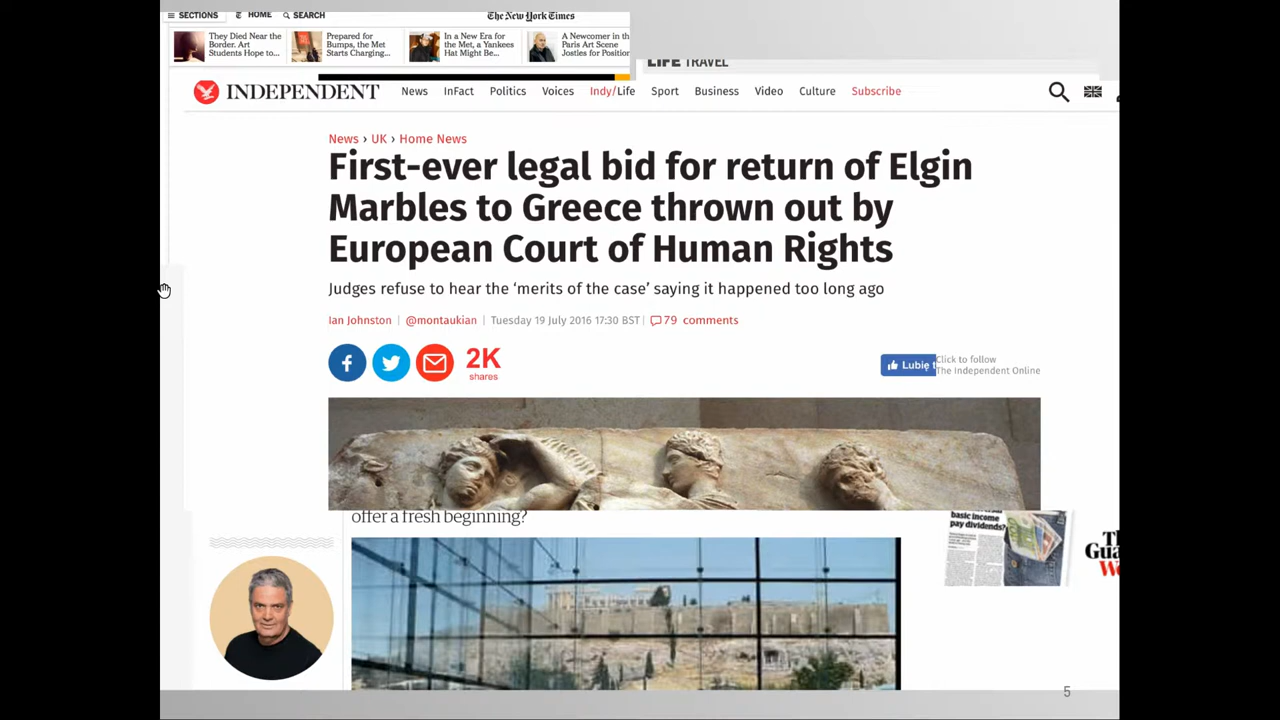 SECTIONS HOME SEARCH The New York Times
They Died Near the
Border. Art
Students Hope to...
Prepared for
Bumps, the Met
Starts Charging...
In a New Era for
the Met, a Yankees
Hat Might Be...
A Newcomer in the
Paris Art Scene
Jostles for Position
LIFE TRAVEL
INDEPENDENT News InFact Politics Voices Indy/Life Sport Business Video Culture Subscribe
News › UK › Home News
First-ever legal bid for return of Elgin
Marbles to Greece thrown out by
European Court of Human Rights
Judges refuse to hear the ‘merits of the case’ saying it happened too long ago
Ian Johnston | @montaukian | Tuesday 19 July 2016 17:30 BST | 79 comments
2K
shares
Lubię t
Click to follow
The Independent Online
offer a fresh beginning?
basic income
pay dividends?
5